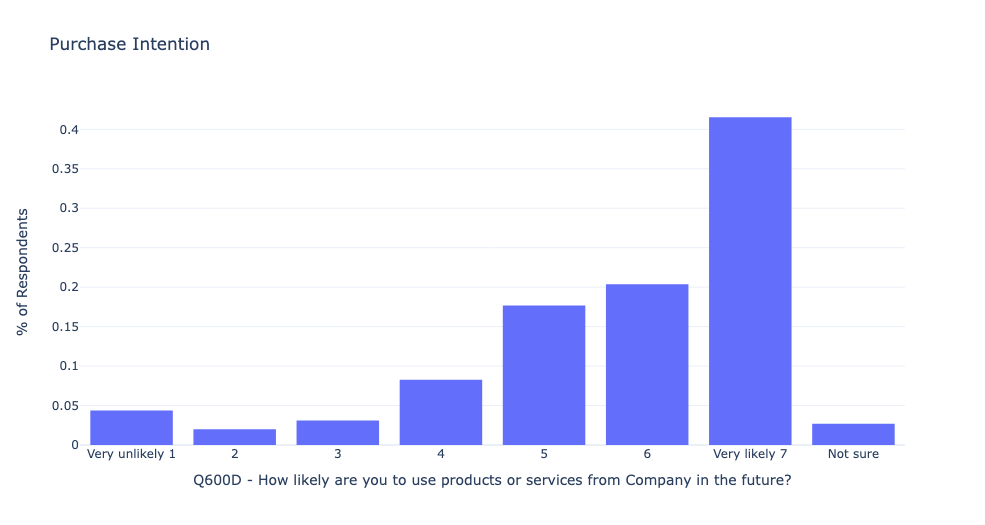 Purchase Intention
% of Respondents
0.4
0.35
0.3
0.25
0.2
0.15
0.1
0.05
0
Very unlikely 1 2 3 4 5 6 Very likely 7 Not sure
Q600D - How likely are you to use products or services from Company in the future?